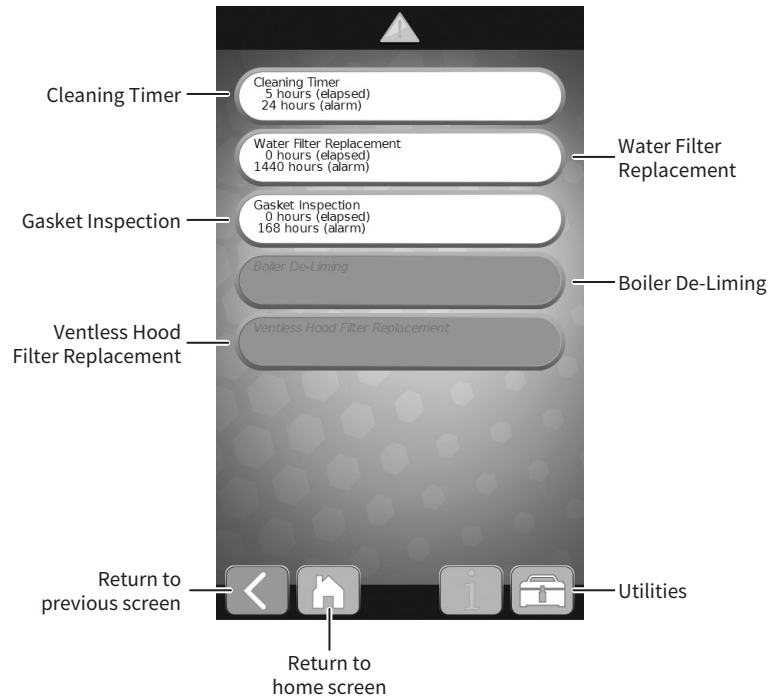 Cleaning Timer
Cleaning Timer
5 hours (elapsed)
24 hours (alarm)
Water Filter Replacement
0 hours (elapsed)
1440 hours (alarm)
Water Filter
Replacement
Gasket Inspection
Gasket Inspection
0 hours (elapsed)
168 hours (alarm)
Boiler De-Liming
Boiler De-Liming
Ventless Hood
Filter Replacement
Ventless Hood Filter Replacement
Return to
previous screen
i
Utilities
Return to
home screen